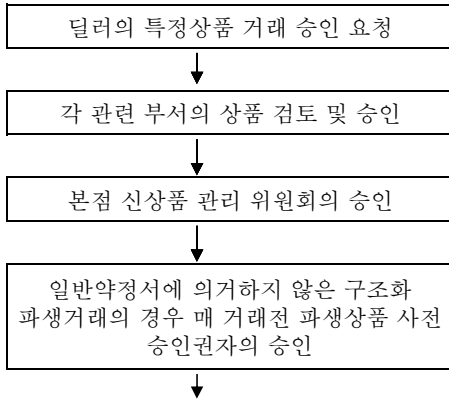 딜러의 특정상품 거래 승인 요청
각 관련 부서의 상품 검토 및 승인
본점 신상품 관리 위원회의 승인
일반약정서에 의거하지 않은 구조화
파생거래의 경우 매 거래전 파생상품 사전
승인권자의 승인